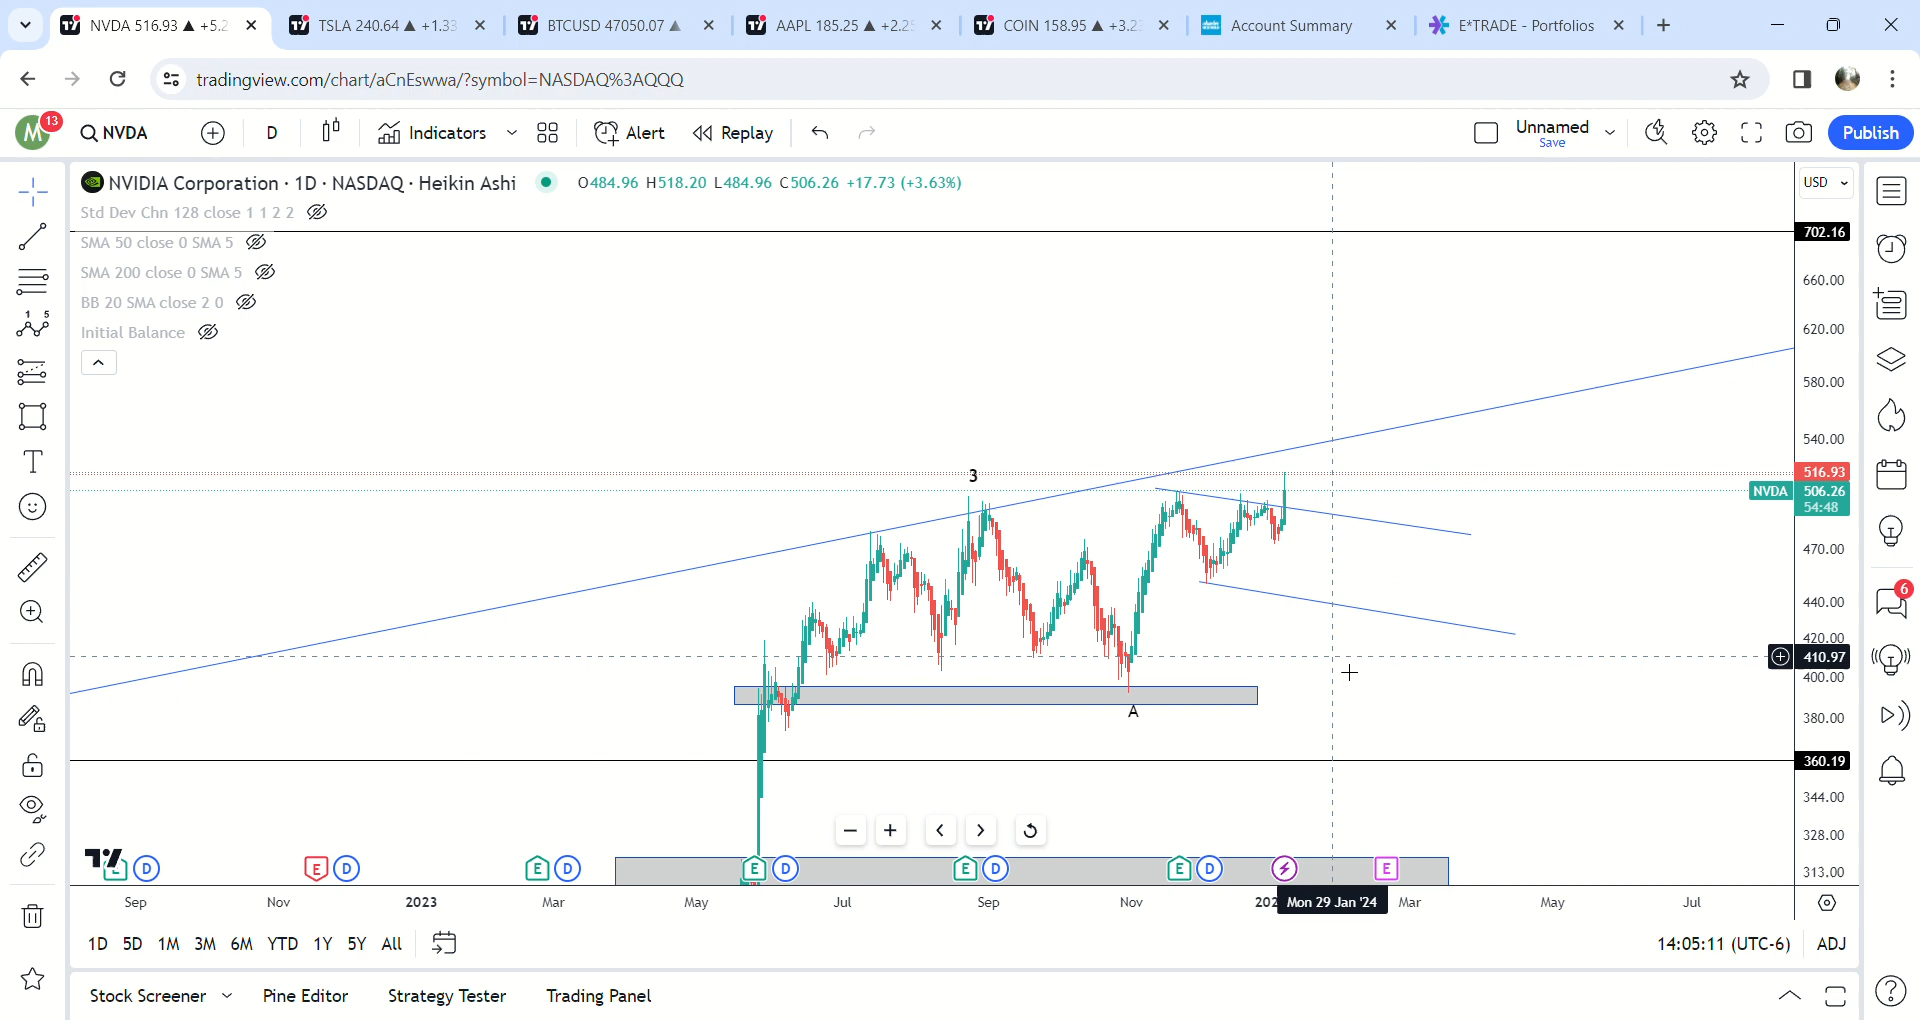 NVDA 516.93 ▲ +5.2
TSLA 240.64 ▲ +1.33
BTCUSD 47050.07 ▲
AAPL 185.25 ▲ +2.25
COIN 158.95 ▲ +3.23
Account Summary
E*TRADE - Portfolios
tradingview.com/chart/aCnEswwa/?symbol=NASDAQ%3AQQQ
M 13
NVDA
D
Indicators
Alert
Replay
Unnamed
Save
Publish
NVIDIA Corporation · 1D · NASDAQ · Heikin Ashi
O484.96 H518.20 L484.96 C506.26 +17.73 (+3.63%)
USD
Std Dev Chn 128 close 1 1 2 2
SMA 50 close 0 SMA 5
SMA 200 close 0 SMA 5
BB 20 SMA close 2 0
Initial Balance
702.16
660.00
620.00
580.00
540.00
516.93
NVDA 506.26
54:48
470.00
440.00
420.00
410.97
400.00
380.00
360.19
344.00
328.00
313.00
3
A
6
1 5
E D E D E D E D E D E D E
Sep Nov 2023 Mar May Jul Sep Nov 202 Mon 29 Jan '24 Mar May Jul
1D 5D 1M 3M 6M YTD 1Y 5Y All
14:05:11 (UTC-6) ADJ
Stock Screener
Pine Editor
Strategy Tester
Trading Panel